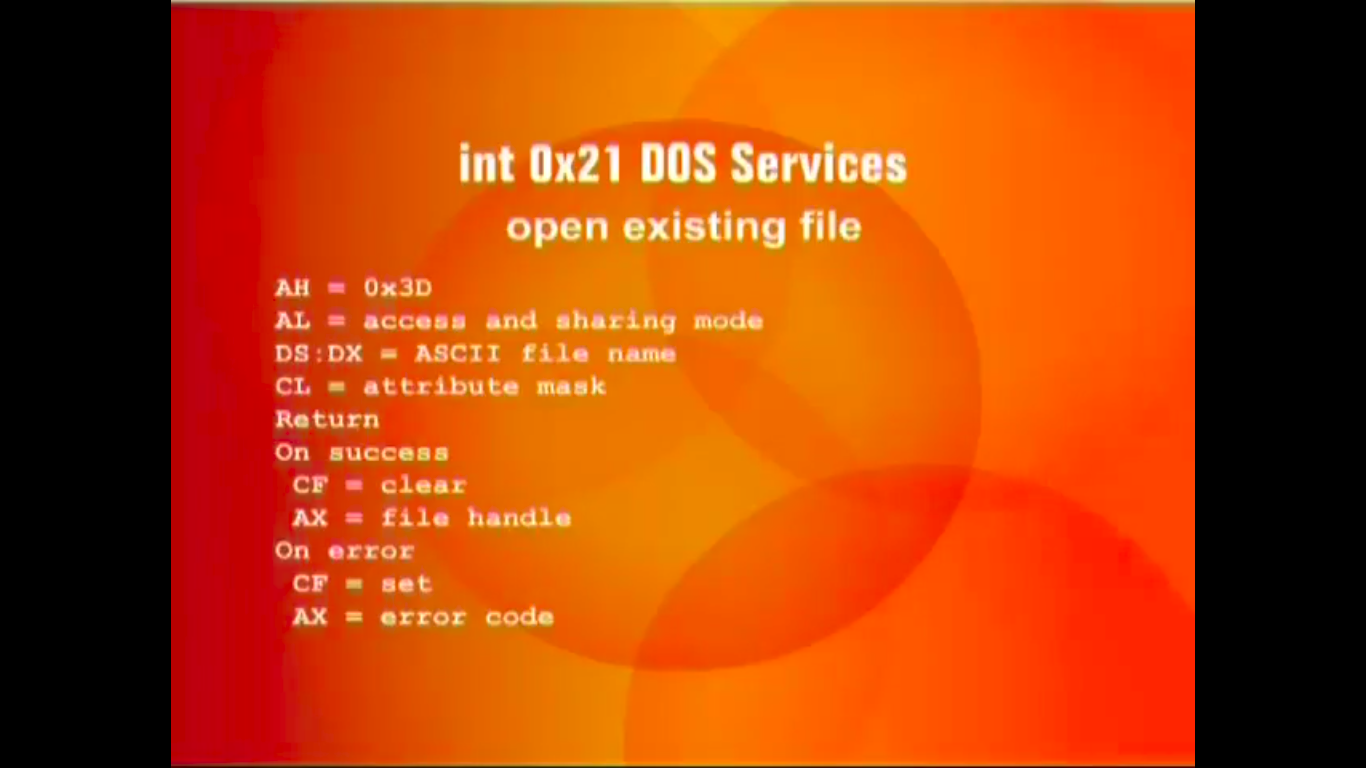 int 0x21 DOS Services
open existing file
AH = 0x3D
AL = access and sharing mode
DS:DX = ASCII file name
CL = attribute mask
Return
On success
CF = clear
AX = file handle
On error
CF = set
AX = error code